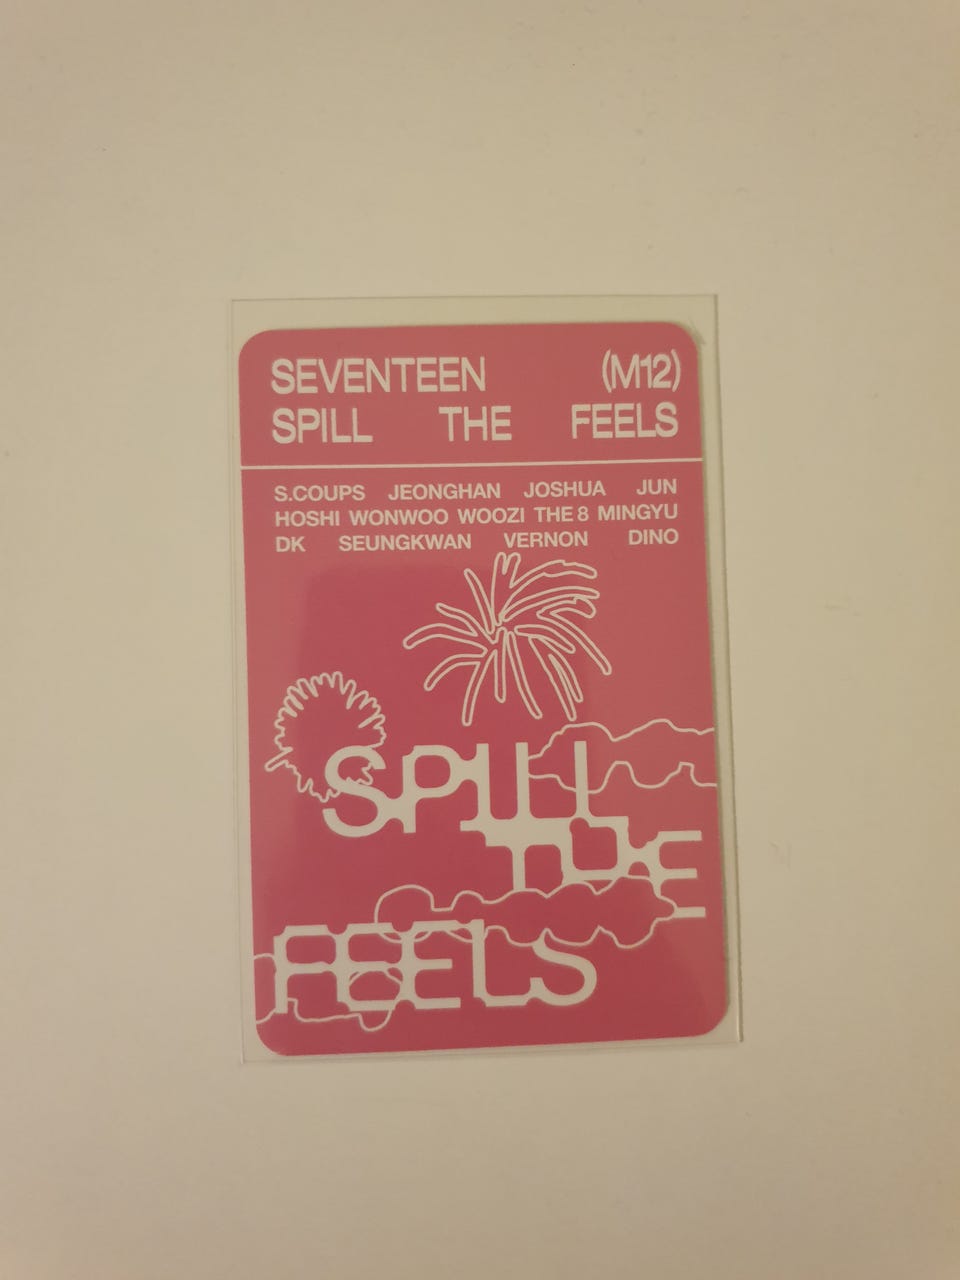 SEVENTEEN (M12)
SPILL THE FEELS
S.COUPS JEONGHAN JOSHUA JUN
HOSHI WONWOO WOOZI THE 8 MINGYU
DK SEUNGKWAN VERNON DINO
SPILL
THE
FEELS